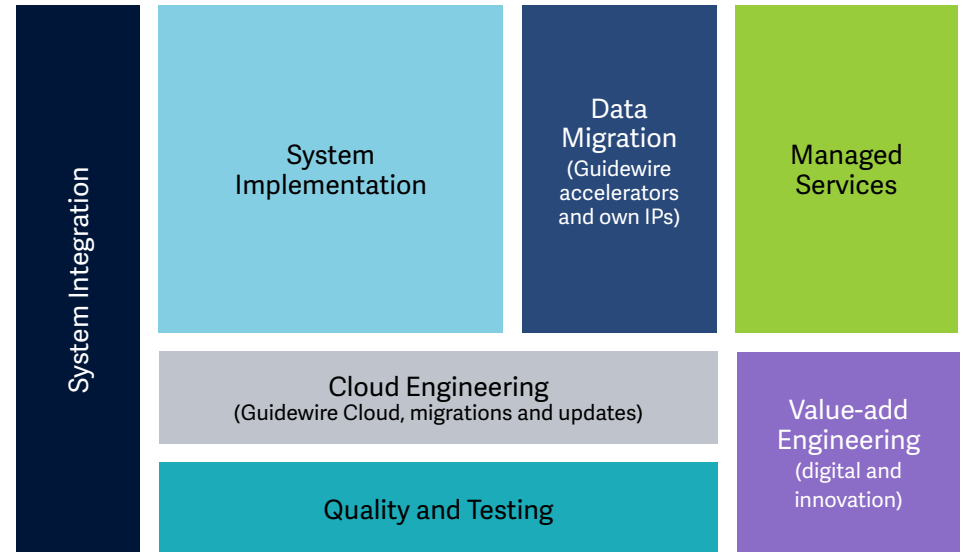 System Integration
System
Implementation
Data
Migration
(Guidewire
accelerators
and own IPs)
Managed
Services
Cloud Engineering
(Guidewire Cloud, migrations and updates)
Value-add
Engineering
(digital and
innovation)
Quality and Testing